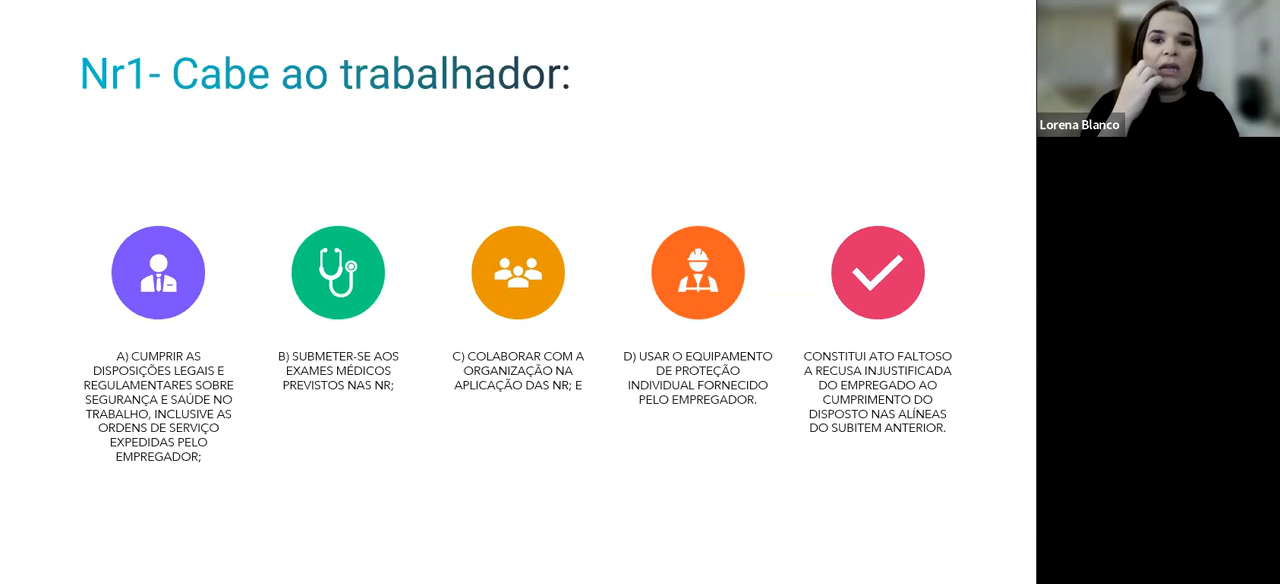 Nr1- Cabe ao trabalhador:
A) CUMPRIR AS
DISPOSIÇÕES LEGAIS E
REGULAMENTARES SOBRE
SEGURANÇA E SAÚDE NO
TRABALHO, INCLUSIVE AS
ORDENS DE SERVIÇO
EXPEDIDAS PELO
EMPREGADOR;
B) SUBMETER-SE AOS
EXAMES MÉDICOS
PREVISTOS NAS NR;
C) COLABORAR COM A
ORGANIZAÇÃO NA
APLICAÇÃO DAS NR; E
D) USAR O EQUIPAMENTO
DE PROTEÇÃO
INDIVIDUAL FORNECIDO
PELO EMPREGADOR.
CONSTITUI ATO FALTOSO
A RECUSA INJUSTIFICADA
DO EMPREGADO AO
CUMPRIMENTO DO
DISPOSTO NAS ALÍNEAS
DO SUBITEM ANTERIOR.
Lorena Blanco